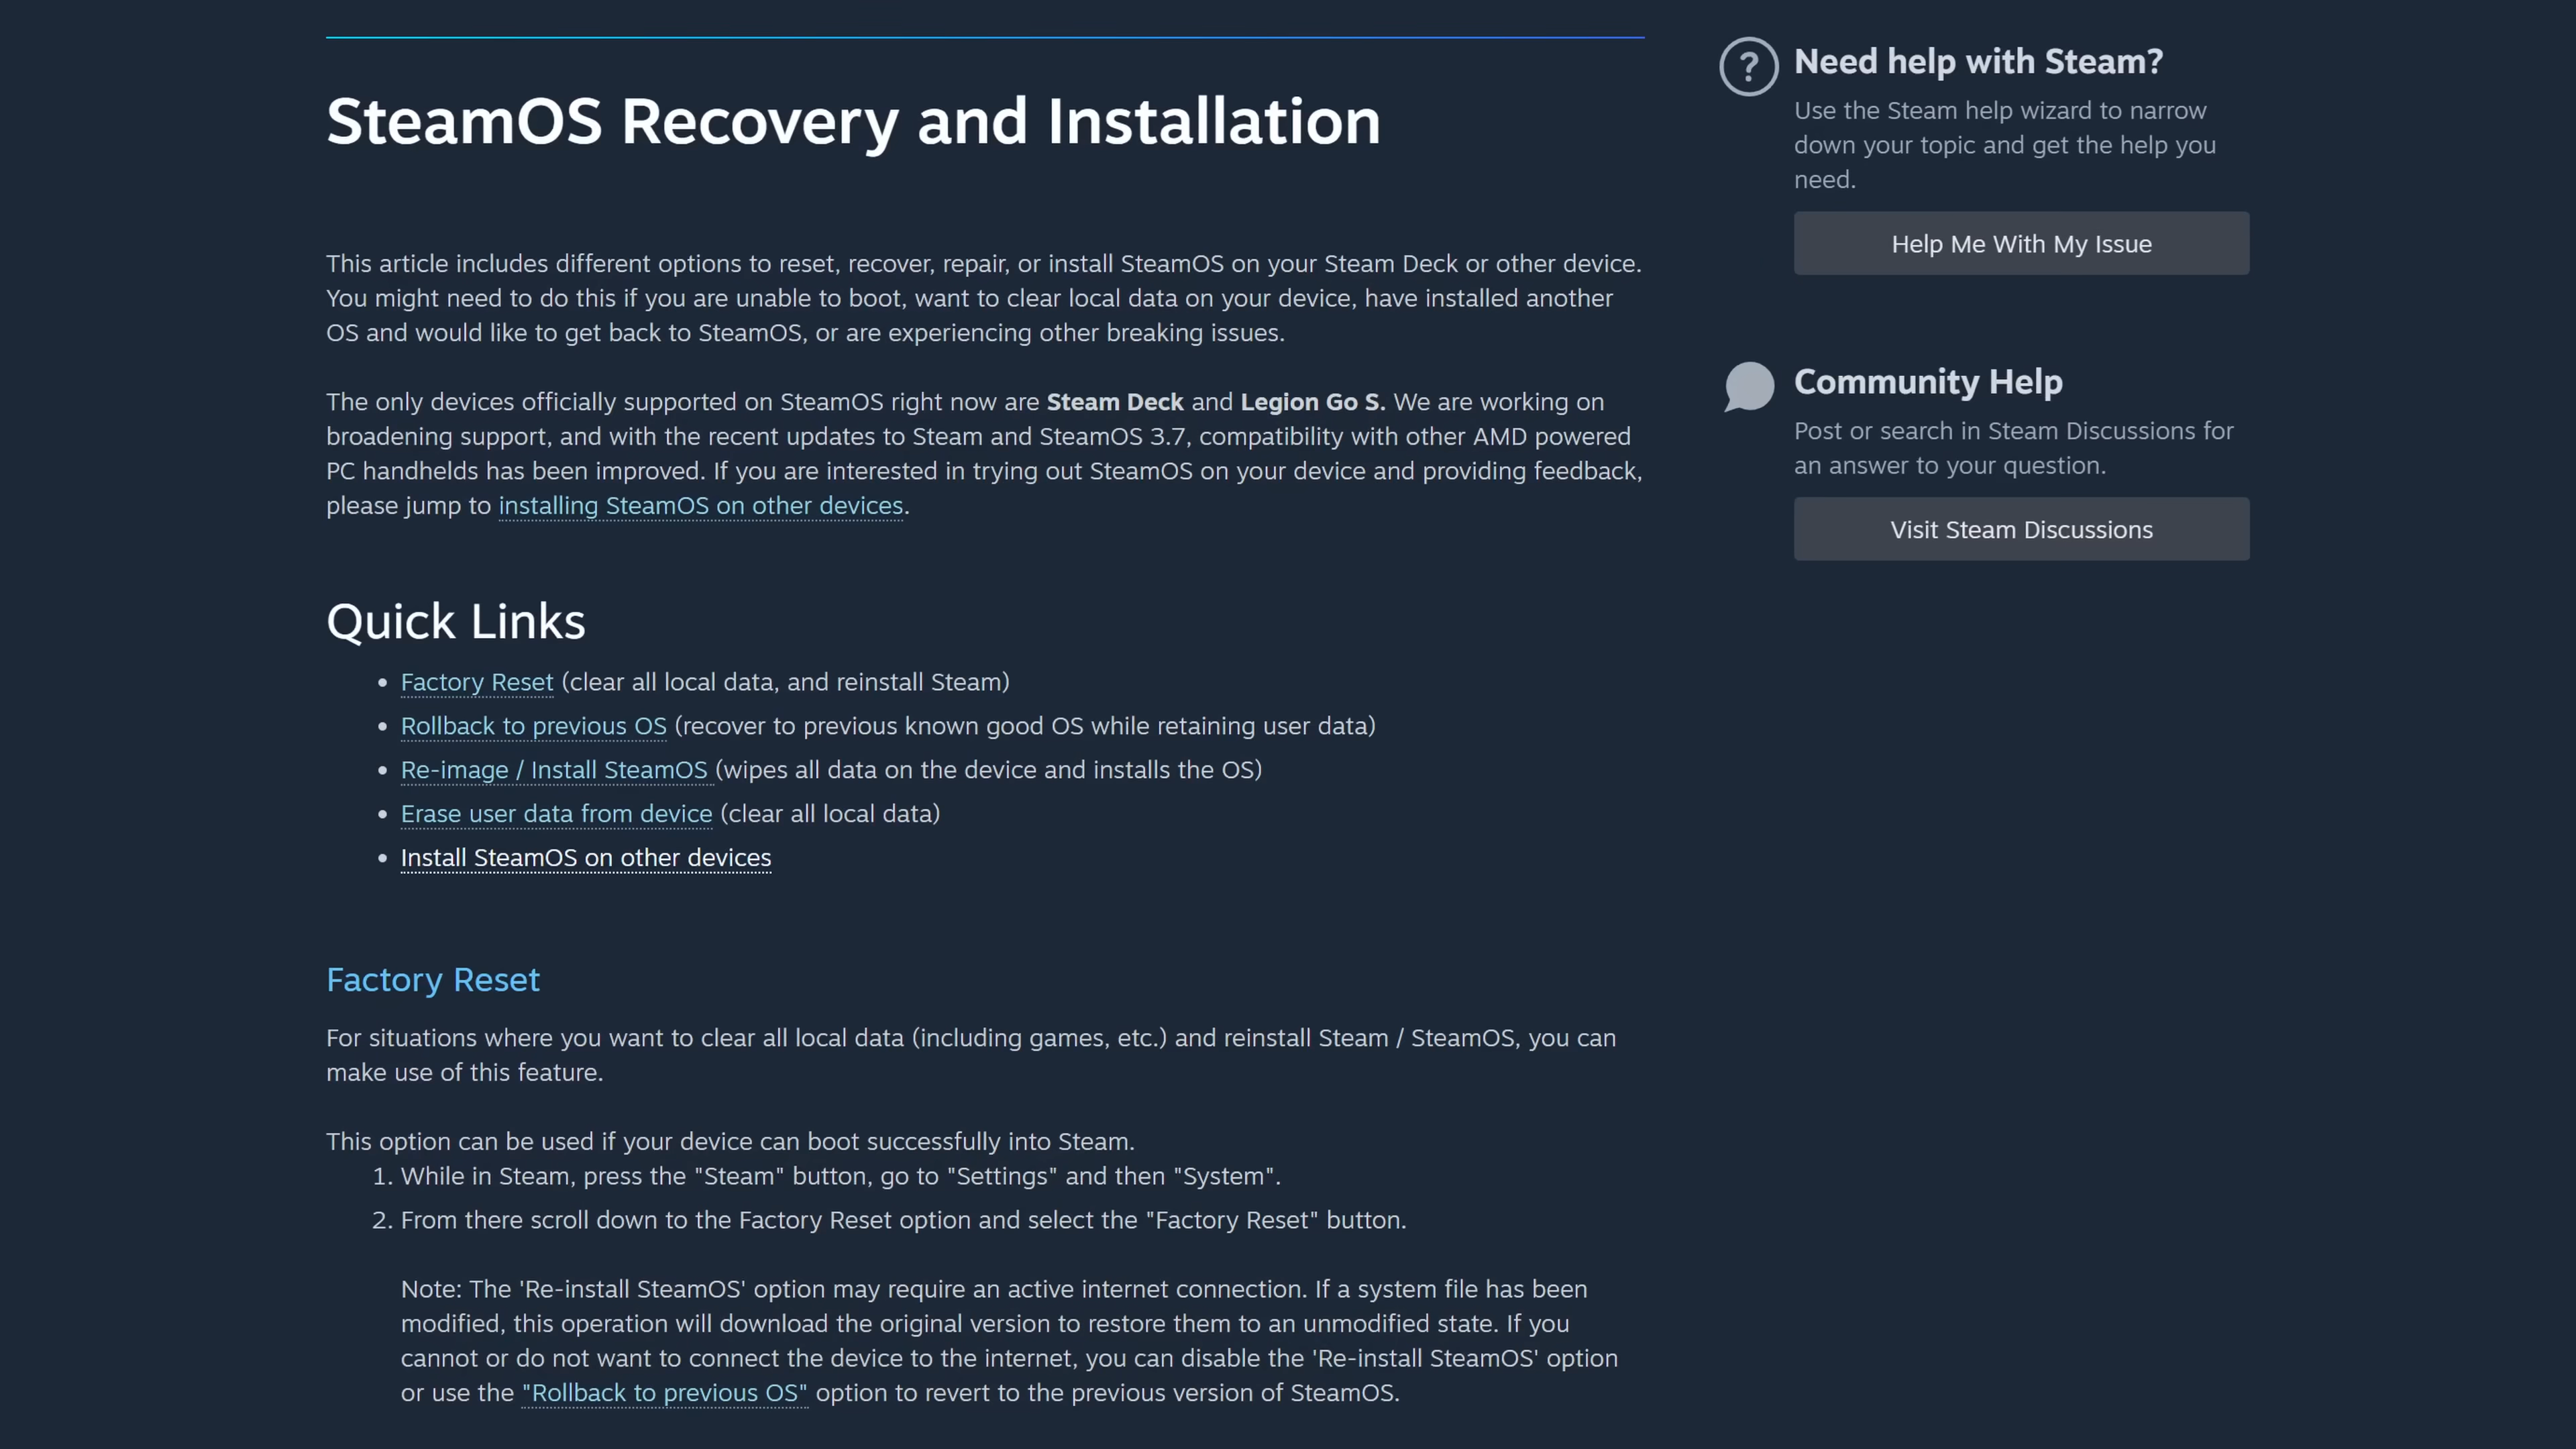 SteamOS Recovery and Installation
This article includes different options to reset, recover, repair, or install SteamOS on your Steam Deck or other device.
You might need to do this if you are unable to boot, want to clear local data on your device, have installed another
OS and would like to get back to SteamOS, or are experiencing other breaking issues.
The only devices officially supported on SteamOS right now are Steam Deck and Legion Go S. We are working on
broadening support, and with the recent updates to Steam and SteamOS 3.7, compatibility with other AMD powered
PC handhelds has been improved. If you are interested in trying out SteamOS on your device and providing feedback,
please jump to installing SteamOS on other devices.
Quick Links
• Factory Reset (clear all local data, and reinstall Steam)
• Rollback to previous OS (recover to previous known good OS while retaining user data)
• Re-image / Install SteamOS (wipes all data on the device and installs the OS)
• Erase user data from device (clear all local data)
• Install SteamOS on other devices
Factory Reset
For situations where you want to clear all local data (including games, etc.) and reinstall Steam / SteamOS, you can
make use of this feature.
This option can be used if your device can boot successfully into Steam.
1. While in Steam, press the "Steam" button, go to "Settings" and then "System".
2. From there scroll down to the Factory Reset option and select the "Factory Reset" button.
Note: The 'Re-install SteamOS' option may require an active internet connection. If a system file has been
modified, this operation will download the original version to restore them to an unmodified state. If you
cannot or do not want to connect the device to the internet, you can disable the 'Re-install SteamOS' option
or use the "Rollback to previous OS" option to revert to the previous version of SteamOS.
?
Need help with Steam?
Use the Steam help wizard to narrow
down your topic and get the help you
need.
Help Me With My Issue
Community Help
Post or search in Steam Discussions for
an answer to your question.
Visit Steam Discussions